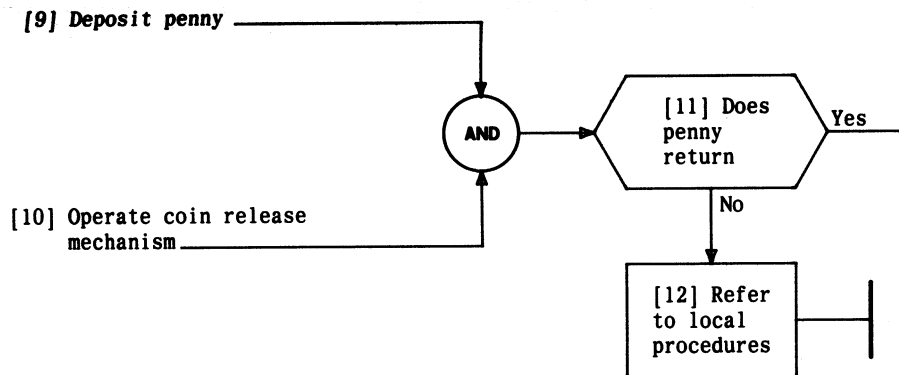 [9] Deposit penny
AND
[11] Does
penny
return
Yes
No
[10] Operate coin release
mechanism
[12] Refer
to local
procedures